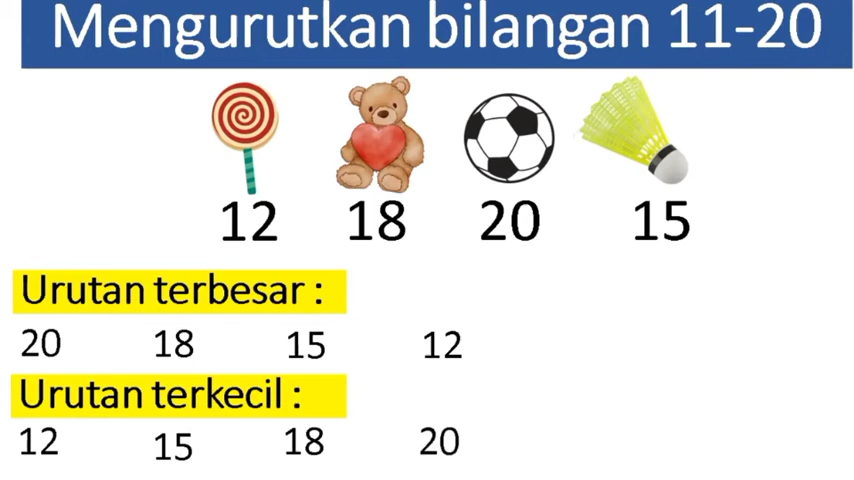 Mengurutkan bilangan 11-20
12 18 20 15
Urutan terbesar :
20 18 15 12
Urutan terkecil :
12 15 18 20